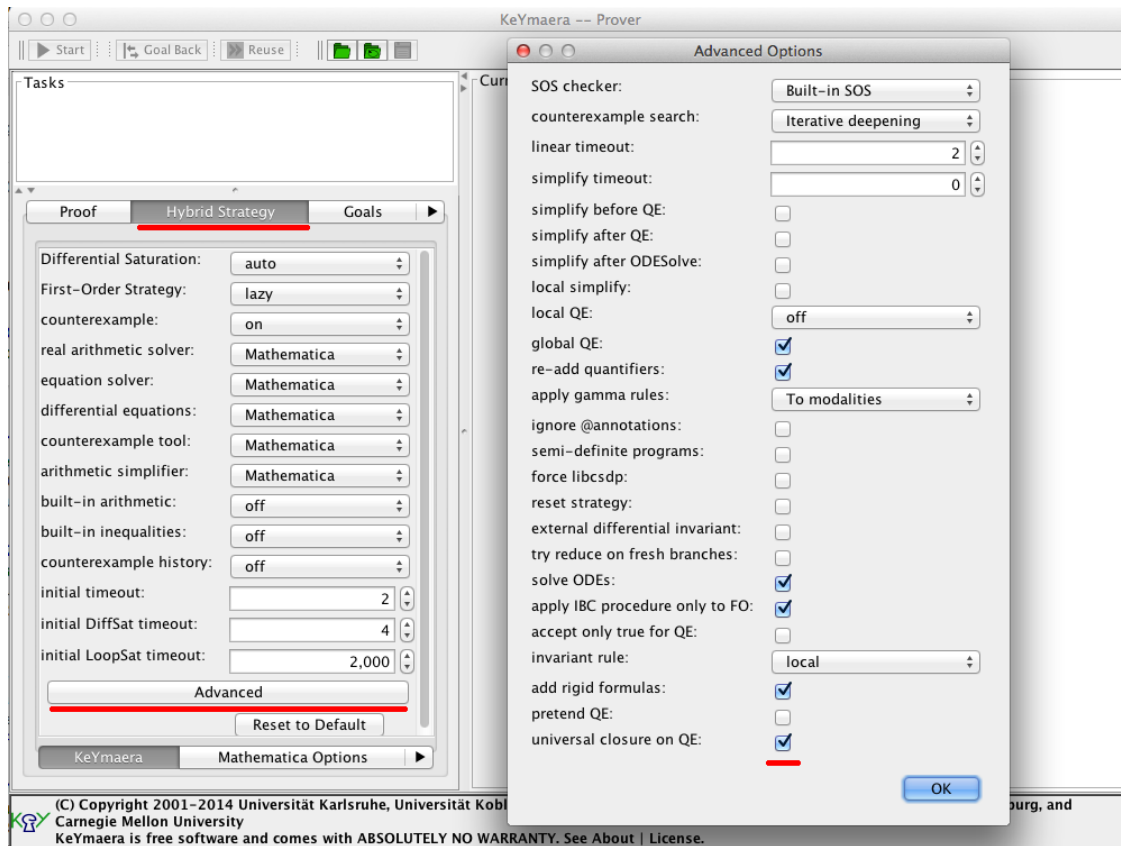 KeYmaera -- Prover
Start Goal Back Reuse
Tasks
Proof Hybrid Strategy Goals
Differential Saturation: auto
First-Order Strategy: lazy
counterexample: on
real arithmetic solver: Mathematica
equation solver: Mathematica
differential equations: Mathematica
counterexample tool: Mathematica
arithmetic simplifier: Mathematica
built-in arithmetic: off
built-in inequalities: off
counterexample history: off
initial timeout: 2
initial DiffSat timeout: 4
initial LoopSat timeout: 2,000
Advanced
Reset to Default
KeYmaera Mathematica Options
Curr
Advanced Options
SOS checker: Built-in SOS
counterexample search: Iterative deepening
linear timeout: 2
simplify timeout: 0
simplify before QE:
simplify after QE:
simplify after ODESolve:
local simplify:
local QE: off
global QE:
re-add quantifiers:
apply gamma rules: To modalities
ignore @annotations:
semi-definite programs:
force libcsdp:
reset strategy:
external differential invariant:
try reduce on fresh branches:
solve ODEs:
apply IBC procedure only to FO:
accept only true for QE:
invariant rule: local
add rigid formulas:
pretend QE:
universal closure on QE:
OK
KeY
(C) Copyright 2001-2014 Universität Karlsruhe, Universität Kobl burg, and
Carnegie Mellon University
KeYmaera is free software and comes with ABSOLUTELY NO WARRANTY. See About | License.